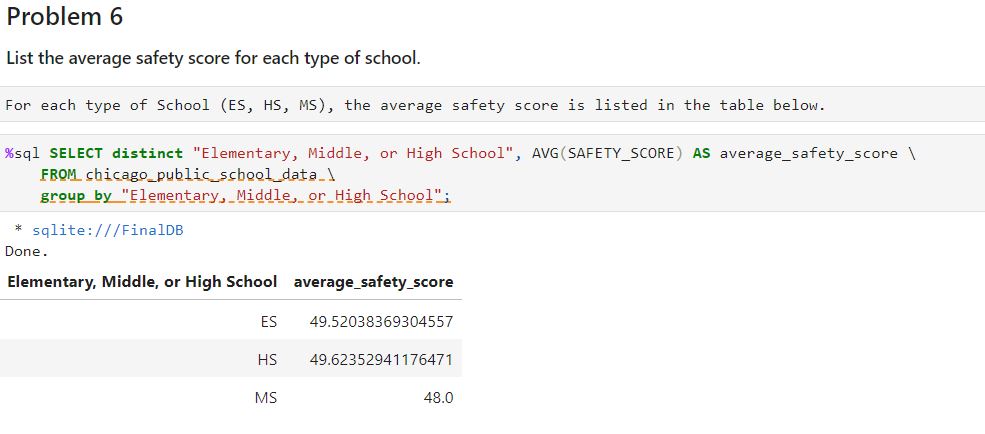 Problem 6
List the average safety score for each type of school.
For each type of School (ES, HS, MS), the average safety score is listed in the table below.
%sql SELECT distinct "Elementary, Middle, or High School", AVG(SAFETY_SCORE) AS average_safety_score \
FROM chicago_public_school_data \
group by "Elementary, Middle, or High School";
* sqlite:///FinalDB
Done.
Elementary, Middle, or High School average_safety_score
ES 49.52038369304557
HS 49.62352941176471
MS 48.0